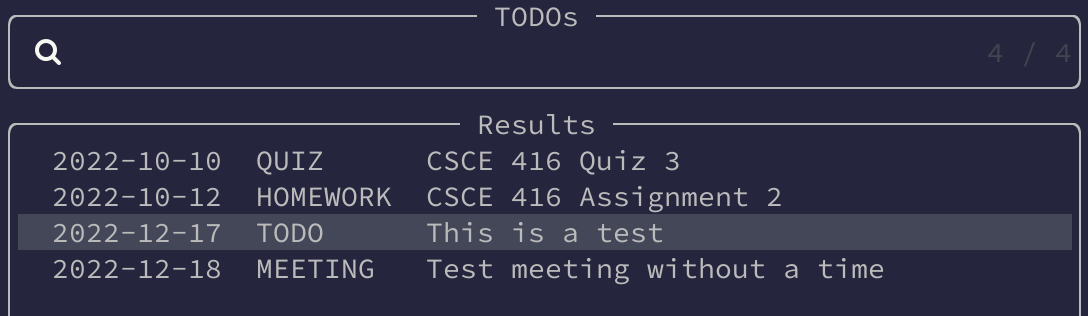 TODOs
4 / 4
Results
2022-10-10 QUIZ CSCE 416 Quiz 3
2022-10-12 HOMEWORK CSCE 416 Assignment 2
2022-12-17 TODO This is a test
2022-12-18 MEETING Test meeting without a time